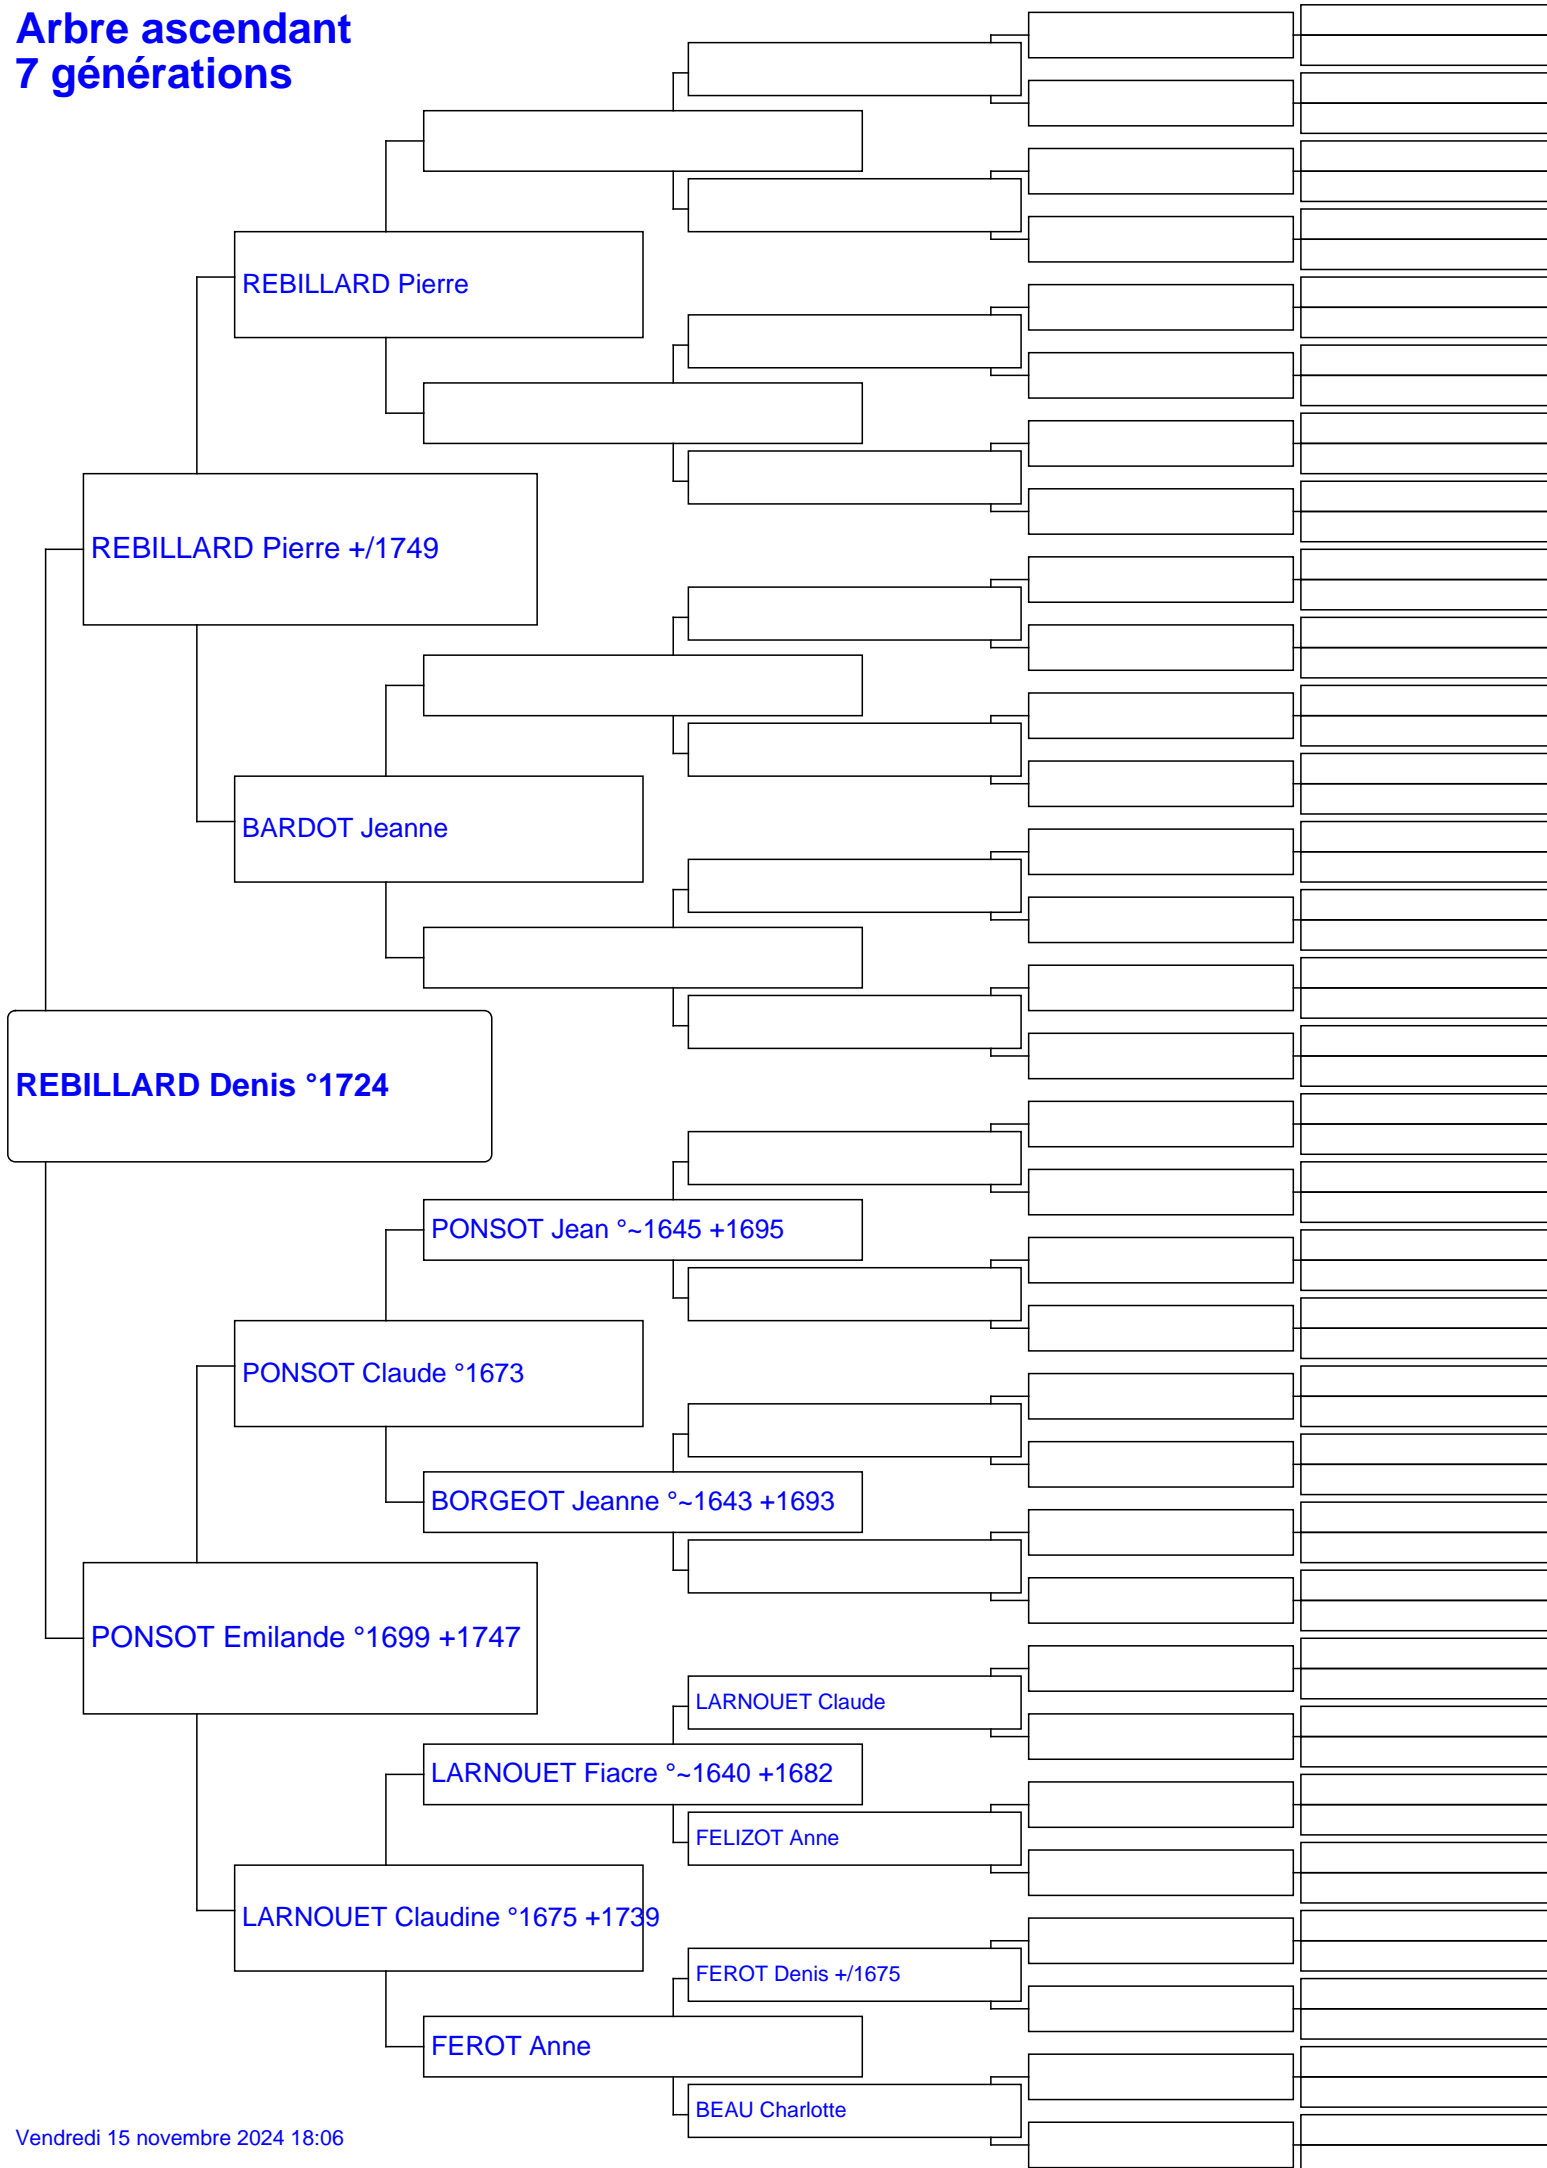 Arbre ascendant
7 générations
REBILLARD Pierre
REBILLARD Pierre +/1749
BARDOT Jeanne
REBILLARD Denis °1724
PONSOT Jean °~1645 +1695
PONSOT Claude °1673
BORGEOT Jeanne °~1643 +1693
PONSOT Emilande °1699 +1747
LARNOUET Claude
LARNOUET Fiacre °~1640 +1682
FELIZOT Anne
LARNOUET Claudine °1675 +1739
FEROT Denis +/1675
FEROT Anne
BEAU Charlotte
Vendredi 15 novembre 2024 18:06